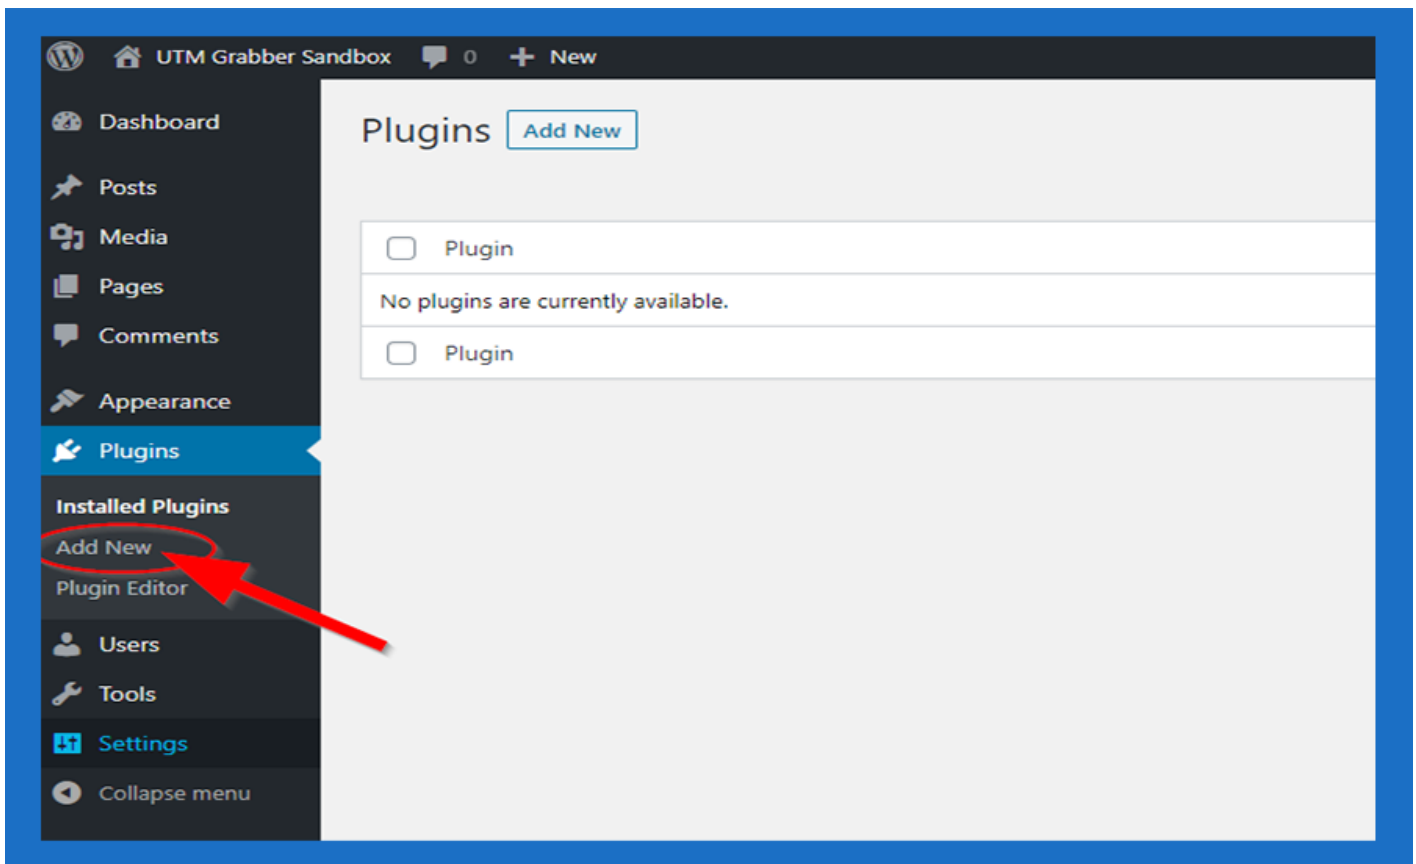 UTM Grabber Sandbox 0 + New
Dashboard
Posts
Media
Pages
Comments
Appearance
Plugins
Installed Plugins
Add New
Plugin Editor
Users
Tools
Settings
Collapse menu
Plugins Add New
Plugin
No plugins are currently available.
Plugin